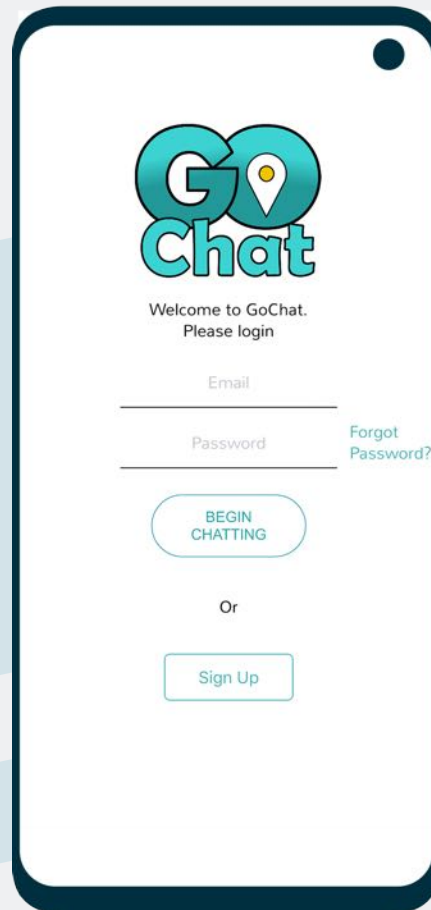 GO
Chat
Welcome to GoChat.
Please login
Email
Password
Forgot
Password?
BEGIN
CHATTING
Or
Sign Up